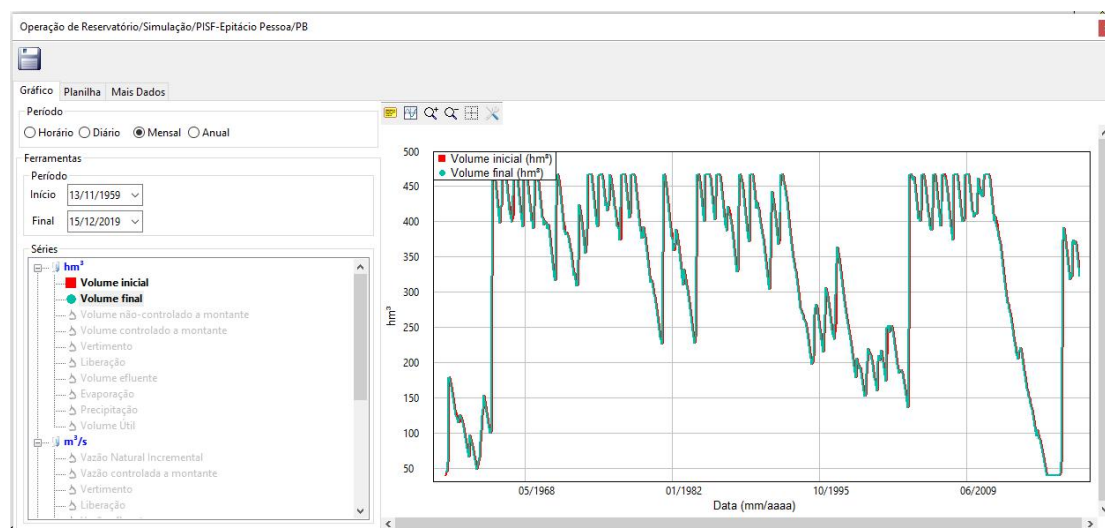 Operação de Reservatório/Simulação/PISF-Epitácio Pessoa/PB
Gráfico Planilha Mais Dados
Período
Horário Diário Mensal Anual
Ferramentas
Período
Início 13/11/1959
Final 15/12/2019
Séries
hm³
Volume inicial
Volume final
Volume não-controlado a montante
Volume controlado a montante
Vertimento
Liberação
Volume efluente
Evaporação
Precipitação
Volume Útil
m³/s
Vazão Natural Incremental
Vazão controlada a montante
Vertimento
Liberação
Volume inicial (hm³)
Volume final (hm³)
500
450
400
350
300
250
200
150
100
50
hm³
05/1968 01/1982 10/1995 06/2009
Data (mm/aaaa)